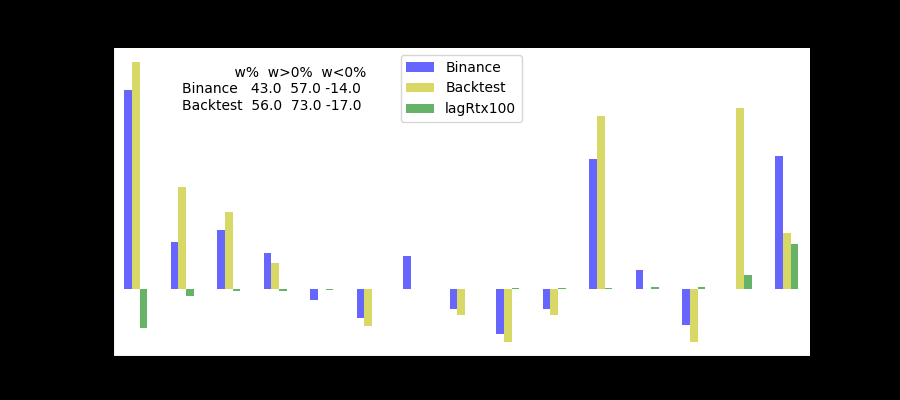 w% w>0% w<0%
Binance 43.0 57.0 -14.0
Backtest 56.0 73.0 -17.0
Binance
Backtest
lagRtx100